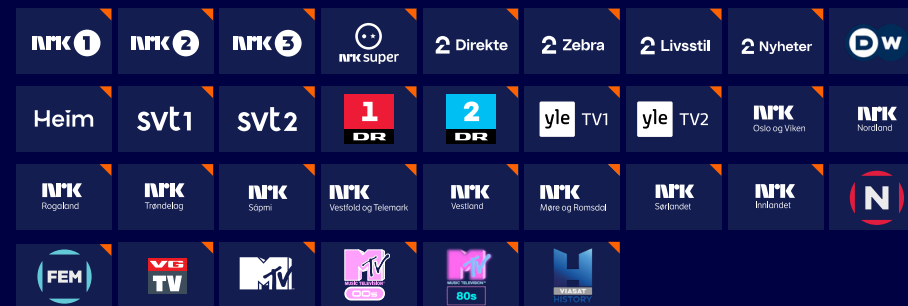 nrk 1
nrk 2
nrk 3
nrk super
2 Direkte
2 Zebra
2 Livsstil
2 Nyheter
DW
Heim
SVt1
SVt2
1
DR
2
DR
yle TV1
yle TV2
nrk
Oslo og Viken
nrk
Nordland
nrk
Rogaland
nrk
Trøndelag
nrk
Sápmi
nrk
Vestfold og Telemark
nrk
Vestland
nrk
Møre og Romsdal
nrk
Sørlandet
nrk
Innlandet
N
FEM
VG
TV
MTV
MTV
MUSIC TELEVISION
00s
MTV
MUSIC TELEVISION
80s
VIASAT
HISTORY